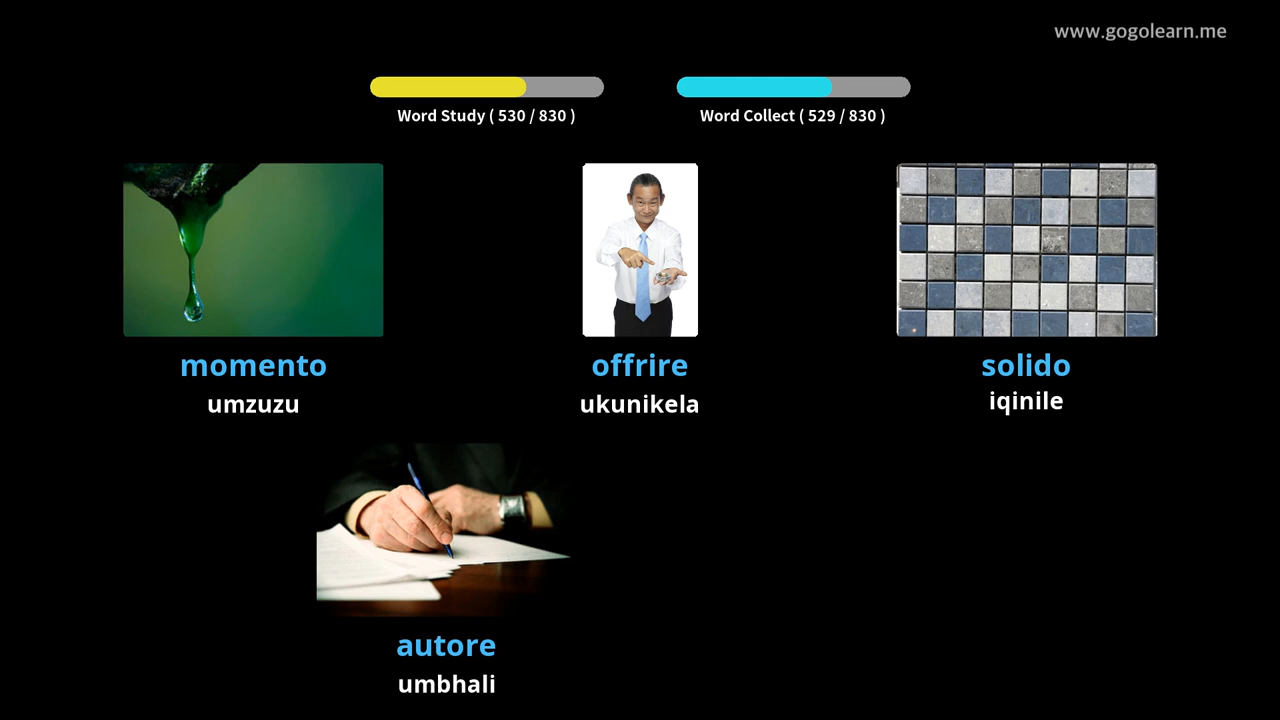 www.gogolearn.me
Word Study ( 530 / 830 )
Word Collect ( 529 / 830 )
momento
umzuzu
offrire
ukunikela
solido
iqinile
autore
umbhali